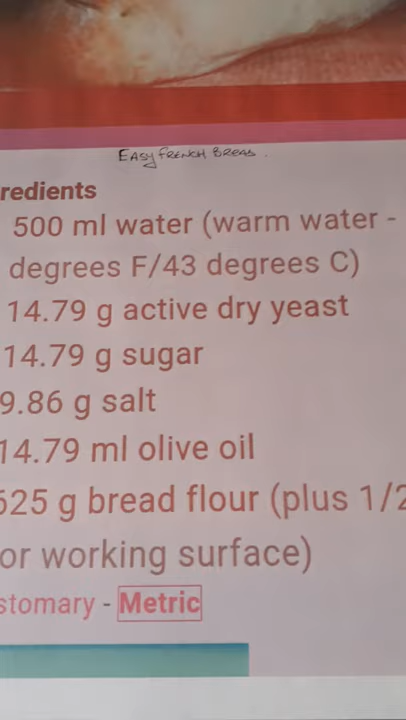 EASY FRENCH BREAD.
redients
500 ml water (warm water -
degrees F/43 degrees C)
14.79 g active dry yeast
14.79 g sugar
9.86 g salt
14.79 ml olive oil
625 g bread flour (plus 1/2
or working surface)
stomary - Metric